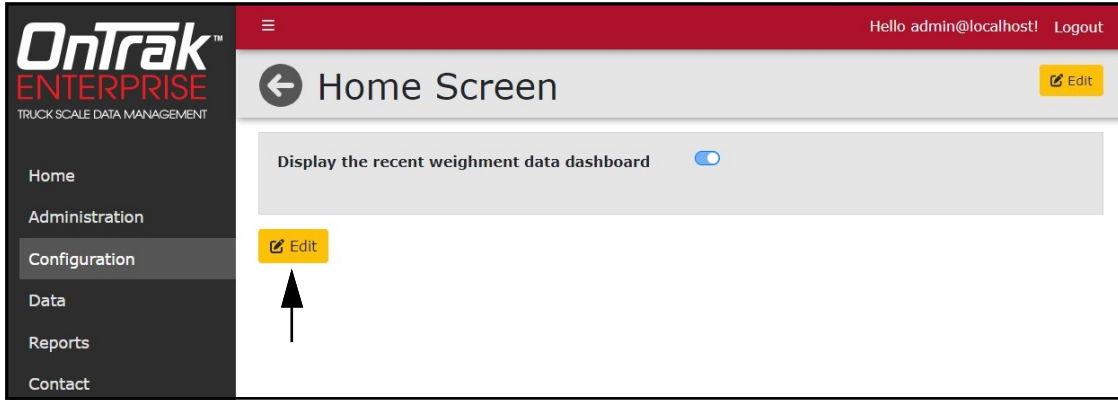 OnTrak™
ENTERPRISE
TRUCK SCALE DATA MANAGEMENT
Home
Administration
Configuration
Data
Reports
Contact
Hello admin@localhost! Logout
Home Screen
Edit
Display the recent weighment data dashboard
Edit